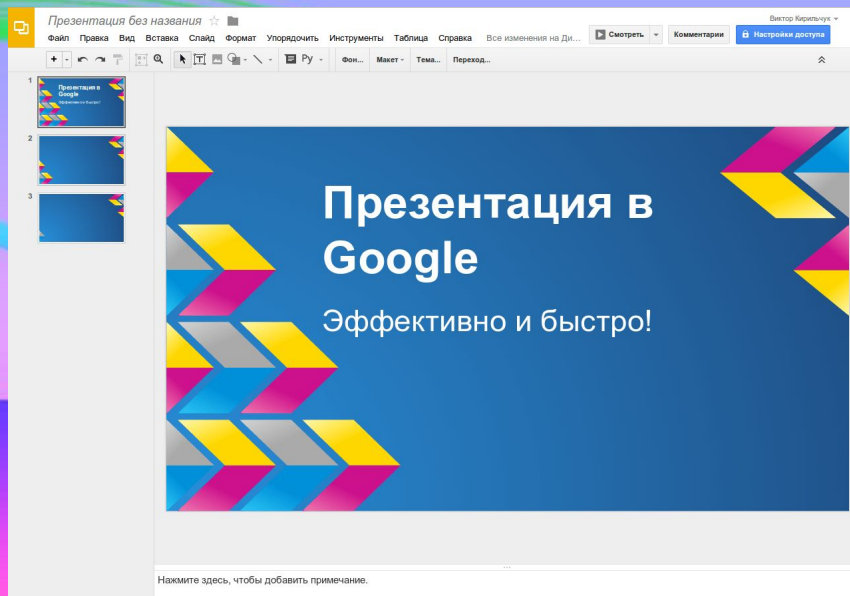 Презентация без названия
Виктор Кирильчук
Файл Правка Вид Вставка Слайд Формат Упорядочить Инструменты Таблица Справка Все изменения на Ди...
Смотреть
Комментарии
Настройки доступа
Ру
Фон... Макет Тема... Переход...
1
Презентация в
Google
Эффективно и быстро!
2
3
Презентация в
Google
Эффективно и быстро!
Нажмите здесь, чтобы добавить примечание.